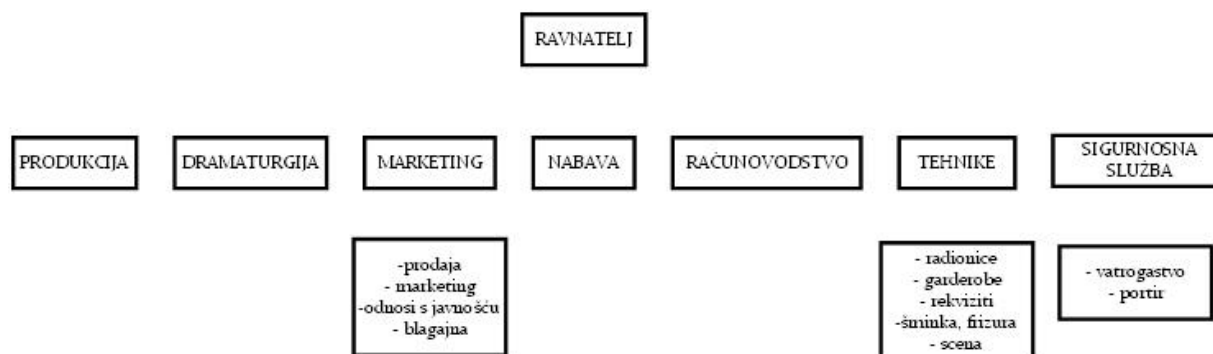 RAVNATELJ
PRODUKCIJA
DRAMATURGIJA
MARKETING
NABAVA
RAČUNOVODSTVO
TEHNIKE
SIGURNOSNA
SLUŽBA
-prodaja
- marketing
-odnosi s javnošću
- blagajna
- radionice
- garderobe
- rekviziti
-šminka, frizura
- scena
- vatrogastvo
- portir